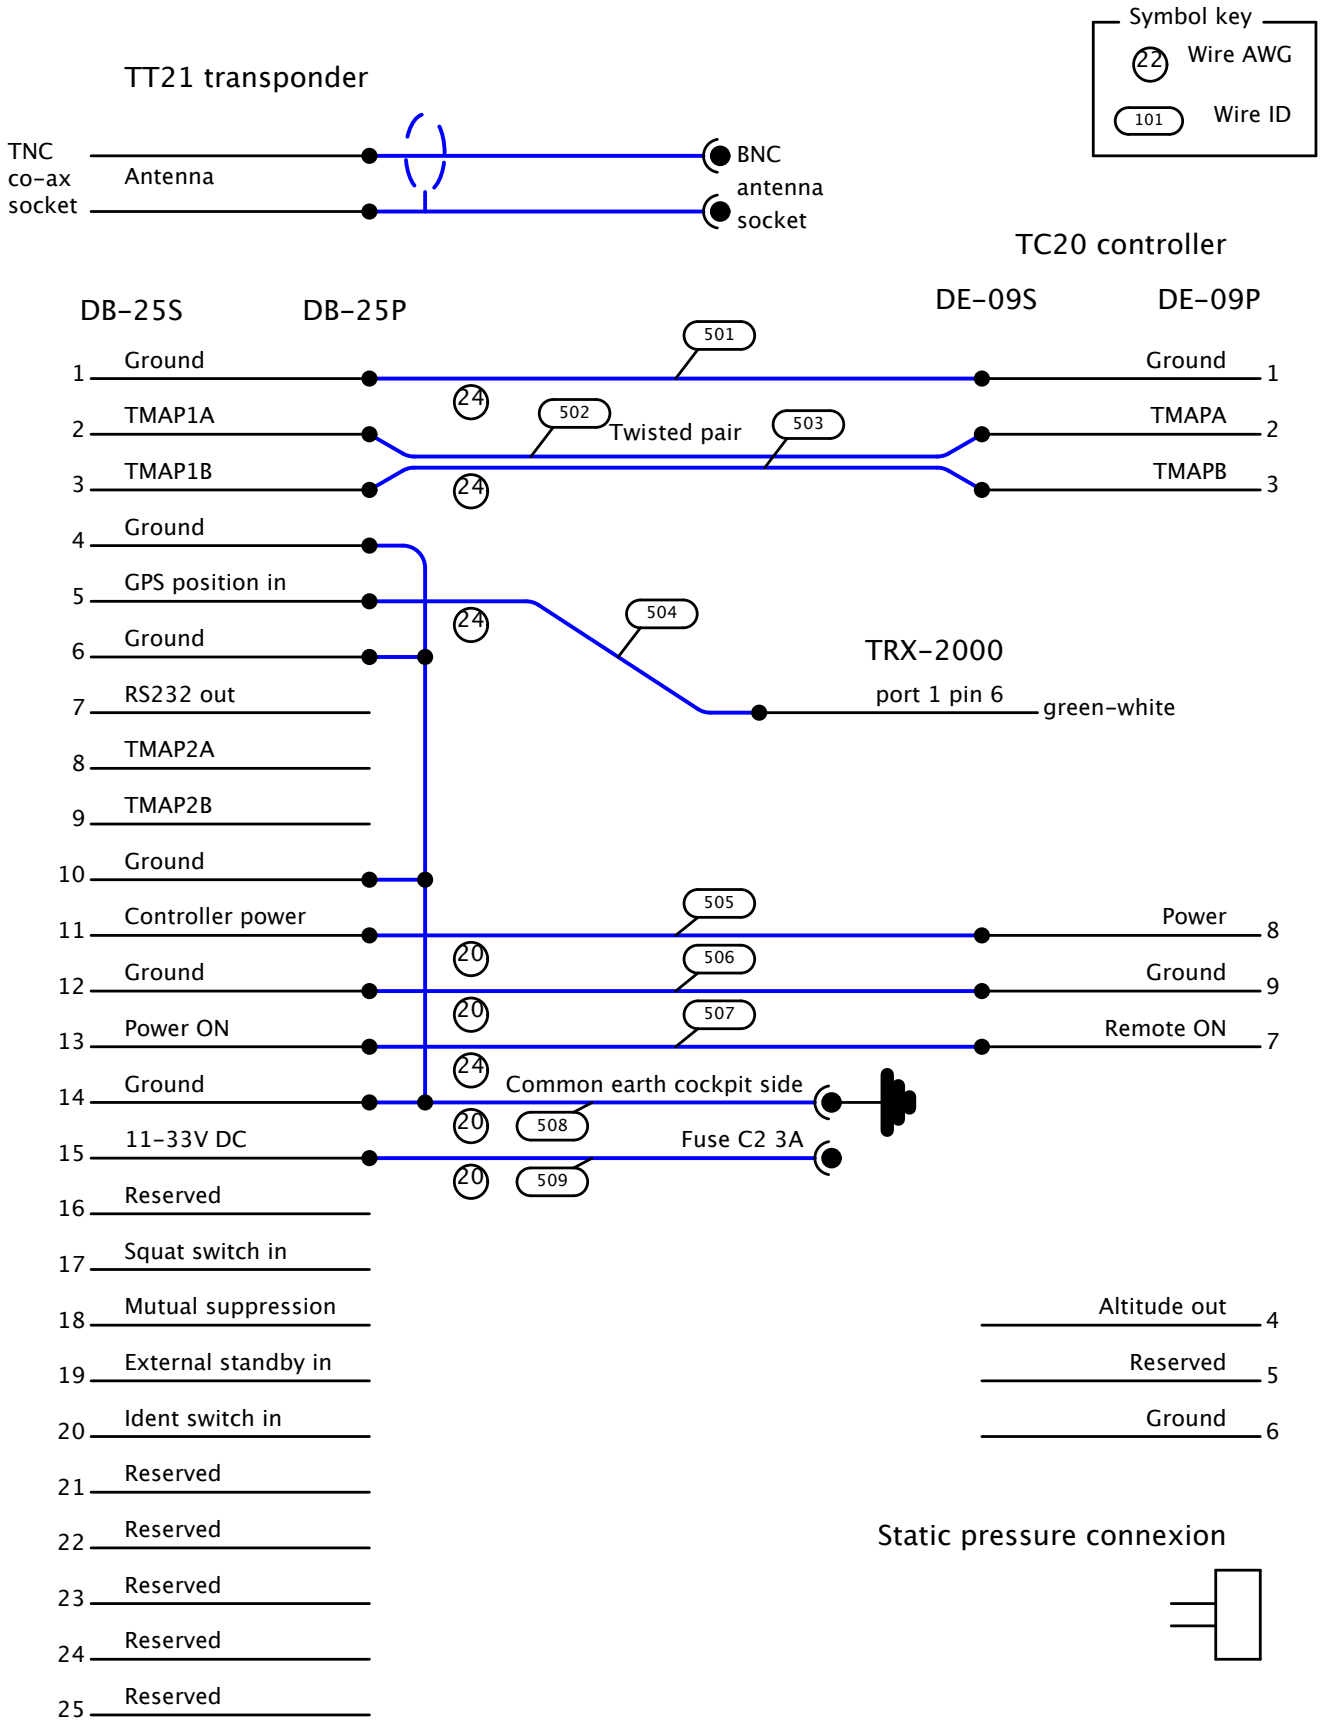 Symbol key
22 Wire AWG
101 Wire ID
TT21 transponder
TNC
co-ax
socket
Antenna
BNC
antenna
socket
TC20 controller
DB-25S DB-25P DE-09S DE-09P
501
1 Ground 24 Ground 1
502 503
2 TMAP1A Twisted pair TMAPA 2
3 TMAP1B 24 TMAPB 3
4 Ground
5 GPS position in 24 504
6 Ground TRX-2000
7 RS232 out port 1 pin 6 green-white
8 TMAP2A
9 TMAP2B
10 Ground
505
11 Controller power 20 Power 8
506
12 Ground 20 Ground 9
507
13 Power ON 24 Remote ON 7
14 Ground Common earth cockpit side
20 508
15 11-33V DC Fuse C2 3A
20 509
16 Reserved
17 Squat switch in
18 Mutual suppression Altitude out 4
19 External standby in Reserved 5
20 Ident switch in Ground 6
21 Reserved
22 Reserved
Static pressure connexion
23 Reserved
24 Reserved
25 Reserved